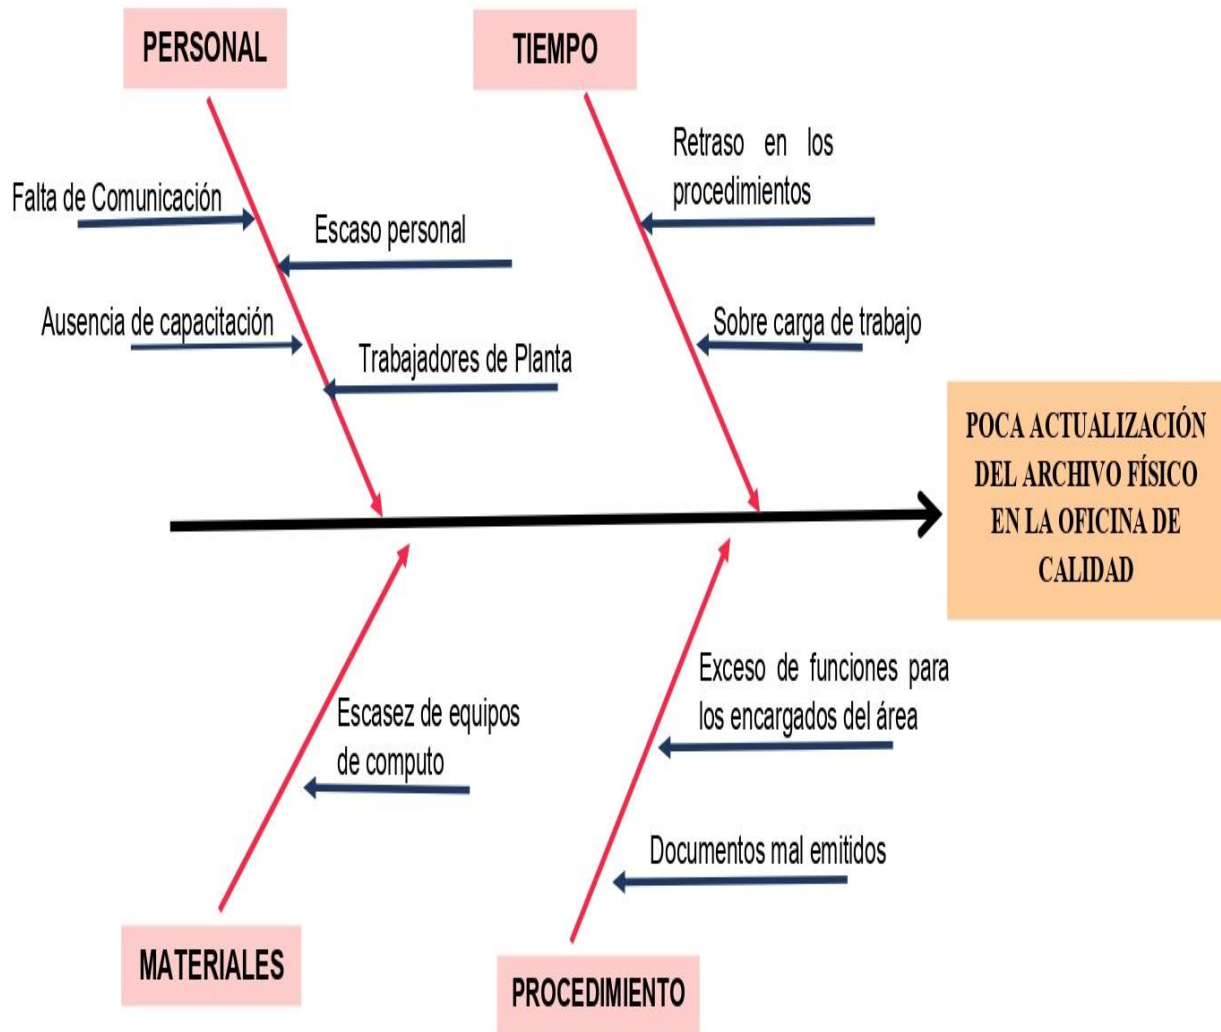 PERSONAL
TIEMPO
Retraso en los
procedimientos
Falta de Comunicación
Escaso personal
Ausencia de capacitación
Sobre carga de trabajo
Trabajadores de Planta
POCA ACTUALIZACIÓN
DEL ARCHIVO FÍSICO
EN LA OFICINA DE
CALIDAD
Exceso de funciones para
los encargados del área
Escasez de equipos
de computo
Documentos mal emitidos
MATERIALES
PROCEDIMIENTO